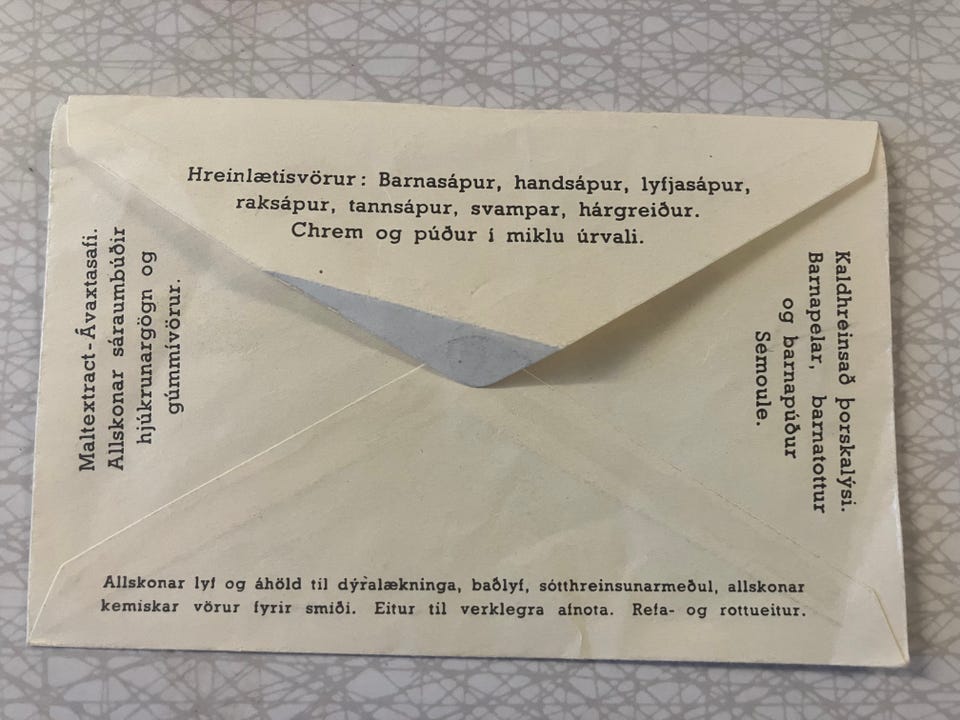 Hreinlætisvörur: Barnasápur, handsápur, lyfjasápur,
raksápur, tannsápur, svampar, hárgreiður.
Chrem og púður í miklu úrvali.
Maltextract-Ávaxtasafi.
Allskonar sáraumbúðir
hjúkrunargögn og
gúmmívörur.
Kaldhreinsað þorskalýsi.
Barnapelar, barnatottur
og barnapúður
Semoule.
Allskonar lyf og áhöld til dýralækninga, baðlyf, sótthreinsunarmeðul, allskonar
kemiskar vörur fyrir smiði. Eitur til verklegra afnota. Refa- og rottueitur.